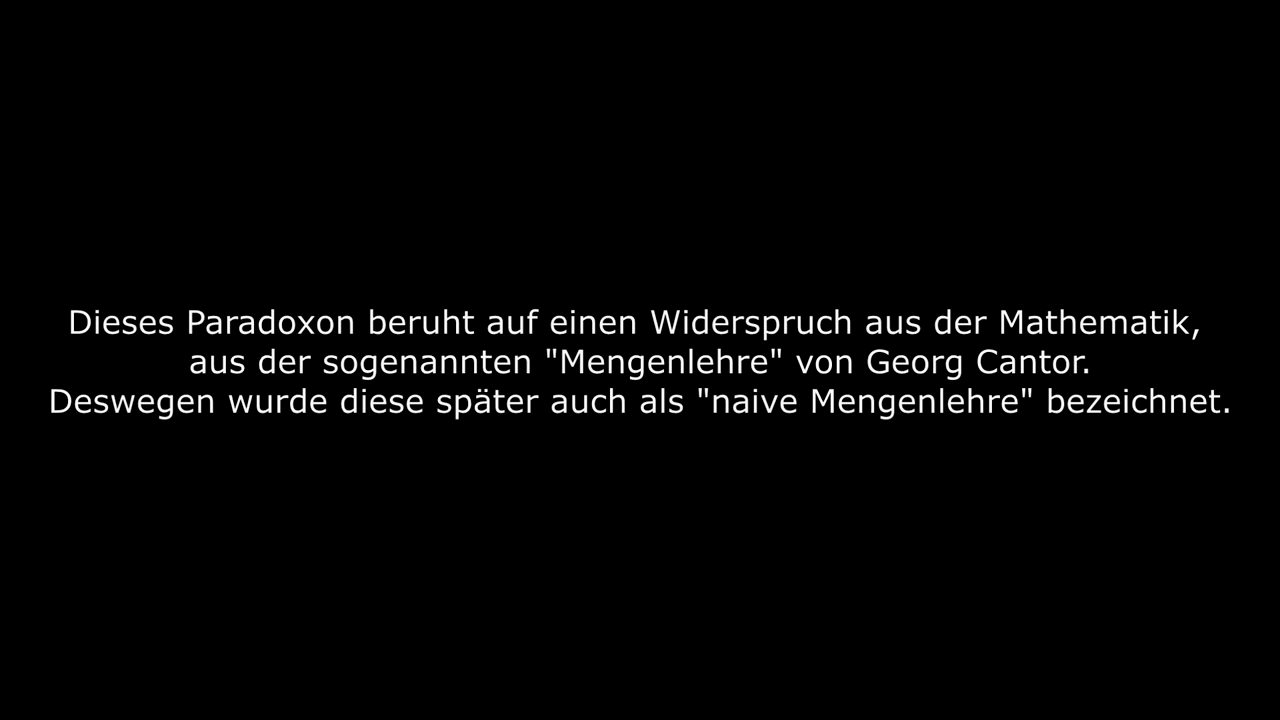 Dieses Paradoxon beruht auf einen Widerspruch aus der Mathematik,
aus der sogenannten "Mengenlehre" von Georg Cantor.
Deswegen wurde diese später auch als "naive Mengenlehre" bezeichnet.